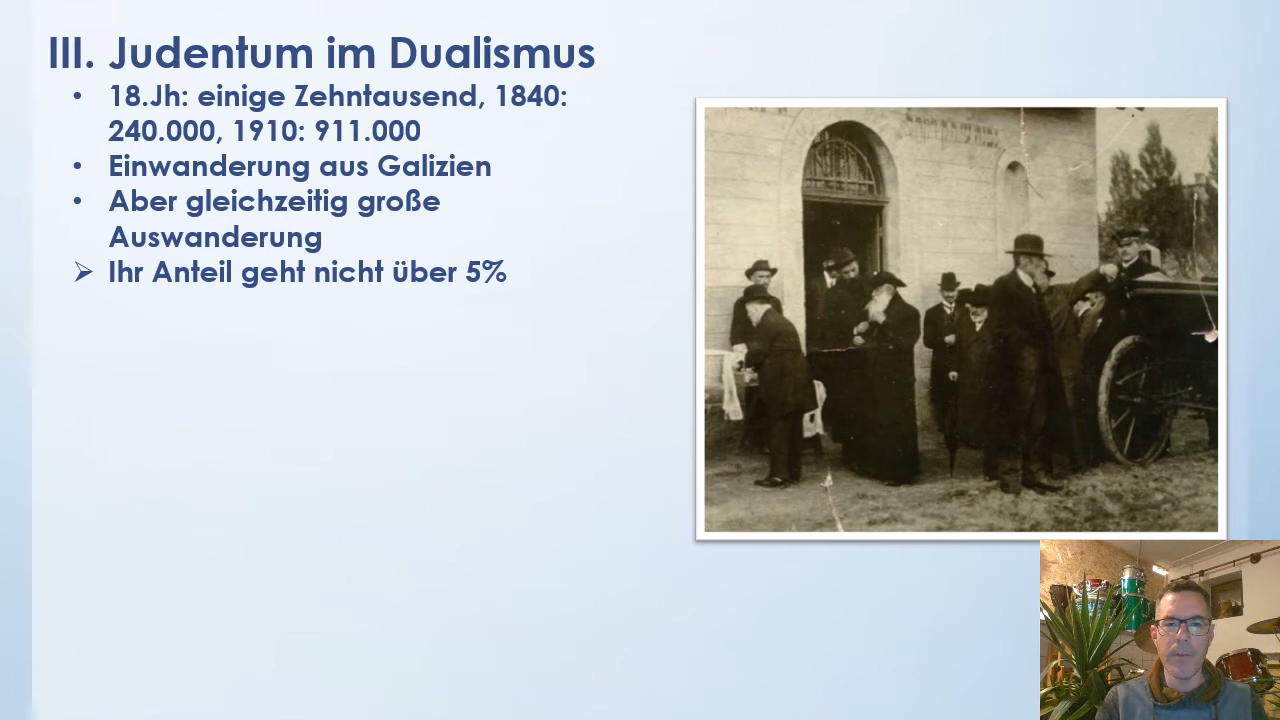 III. Judentum im Dualismus
• 18.Jh: einige Zehntausend, 1840:
240.000, 1910: 911.000
• Einwanderung aus Galizien
• Aber gleichzeitig große
Auswanderung
➢ Ihr Anteil geht nicht über 5%